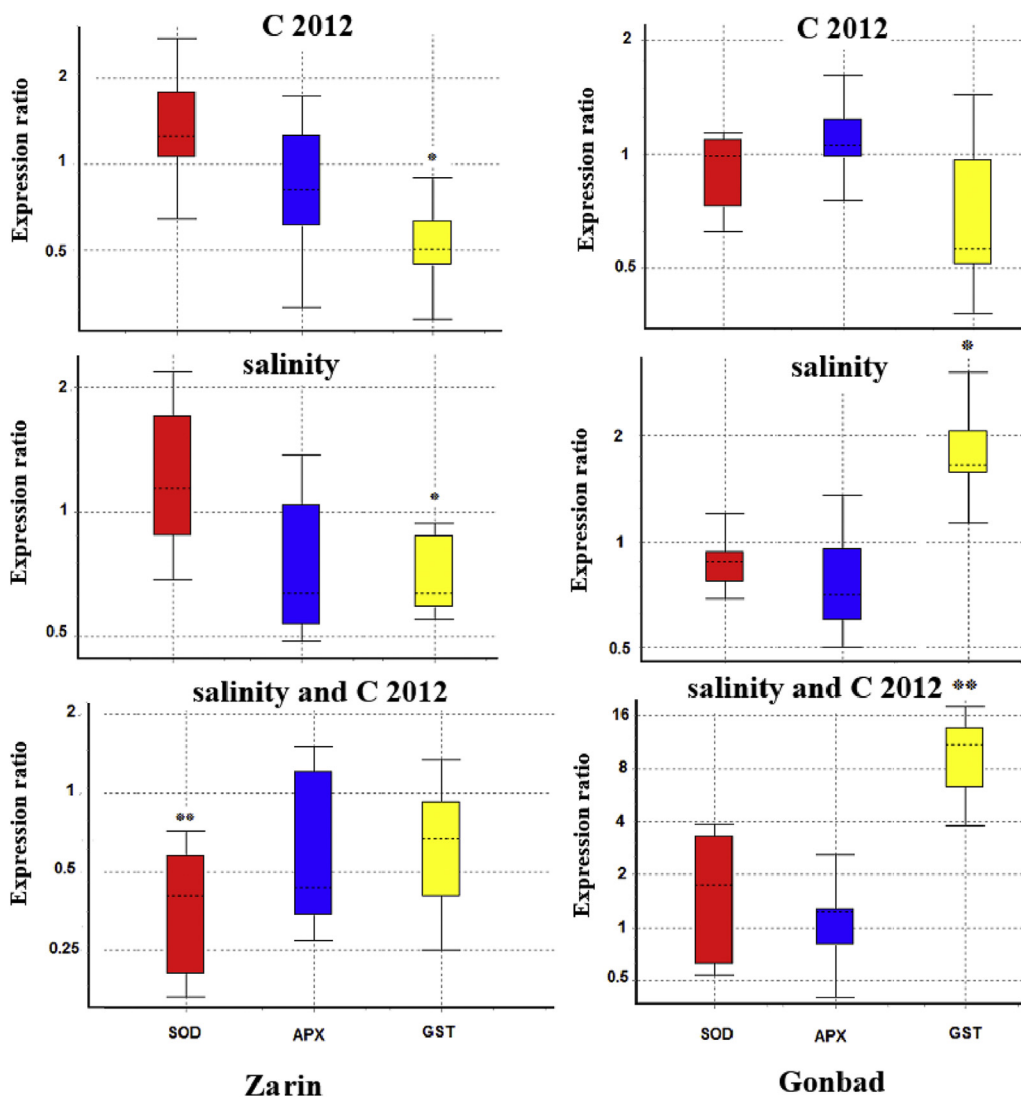 C 2012
Expression ratio
2
1
0.5
*
C 2012
Expression ratio
2
1
0.5
salinity
Expression ratio
2
1
0.5
*
salinity
Expression ratio
2
1
0.5
*
salinity and C 2012
Expression ratio
2
1
0.5
0.25
**
SOD APX GST
Zarin
salinity and C 2012 **
Expression ratio
16
8
4
2
1
0.5
SOD APX GST
Gonbad